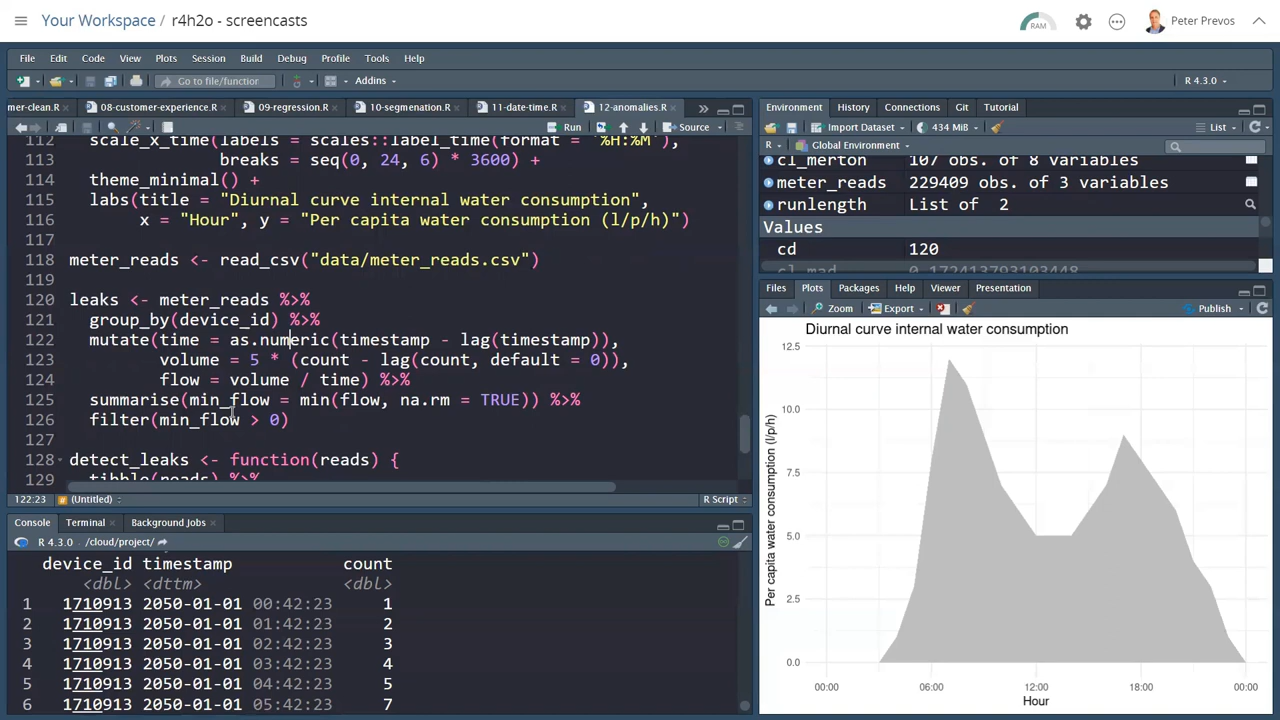 Your Workspace / r4h2o - screencasts
RAM
Peter Prevos
File Edit Code View Plots Session Build Debug Profile Tools Help
Go to file/function Addins R 4.3.0
mer-clean.R 08-customer-experience.R 09-regression.R 10-segmenation.R 11-date-time.R 12-anomalies.R
Run Source
112 scale_x_time(labels = scales::label_time(format = "%H:%M"),
113 breaks = seq(0, 24, 6) * 3600) +
114 theme_minimal() +
115 labs(title = "Diurnal curve internal water consumption",
116 x = "Hour", y = "Per capita water consumption (l/p/h)")
117
118 meter_reads <- read_csv("data/meter_reads.csv")
119
120 leaks <- meter_reads %>%
121 group_by(device_id) %>%
122 mutate(time = as.numeric(timestamp - lag(timestamp)),
123 volume = 5 * (count - lag(count, default = 0)),
124 flow = volume / time) %>%
125 summarise(min_flow = min(flow, na.rm = TRUE)) %>%
126 filter(min_flow > 0)
127
128 detect_leaks <- function(reads) {
129 tibble(reads) %>%
122:23 (Untitled) R Script
Console Terminal Background Jobs
R 4.3.0 . /cloud/project/
device_id timestamp count
<dbl> <dttm> <dbl>
1 1710913 2050-01-01 00:42:23 1
2 1710913 2050-01-01 01:42:23 2
3 1710913 2050-01-01 02:42:23 3
4 1710913 2050-01-01 03:42:23 4
5 1710913 2050-01-01 04:42:23 5
6 1710913 2050-01-01 05:42:23 7
Environment History Connections Git Tutorial
Import Dataset 434 MiB List
R Global Environment
cl_merton 107 obs. of 8 variables
meter_reads 229409 obs. of 3 variables
runlength List of 2
Values
cd 120
cl_mad 0.172413793103448
Files Plots Packages Help Viewer Presentation
Zoom Export Publish
Diurnal curve internal water consumption
Per capita water consumption (l/p/h)
12.5
10.0
7.5
5.0
2.5
0.0
00:00 06:00 12:00 18:00 00:00
Hour